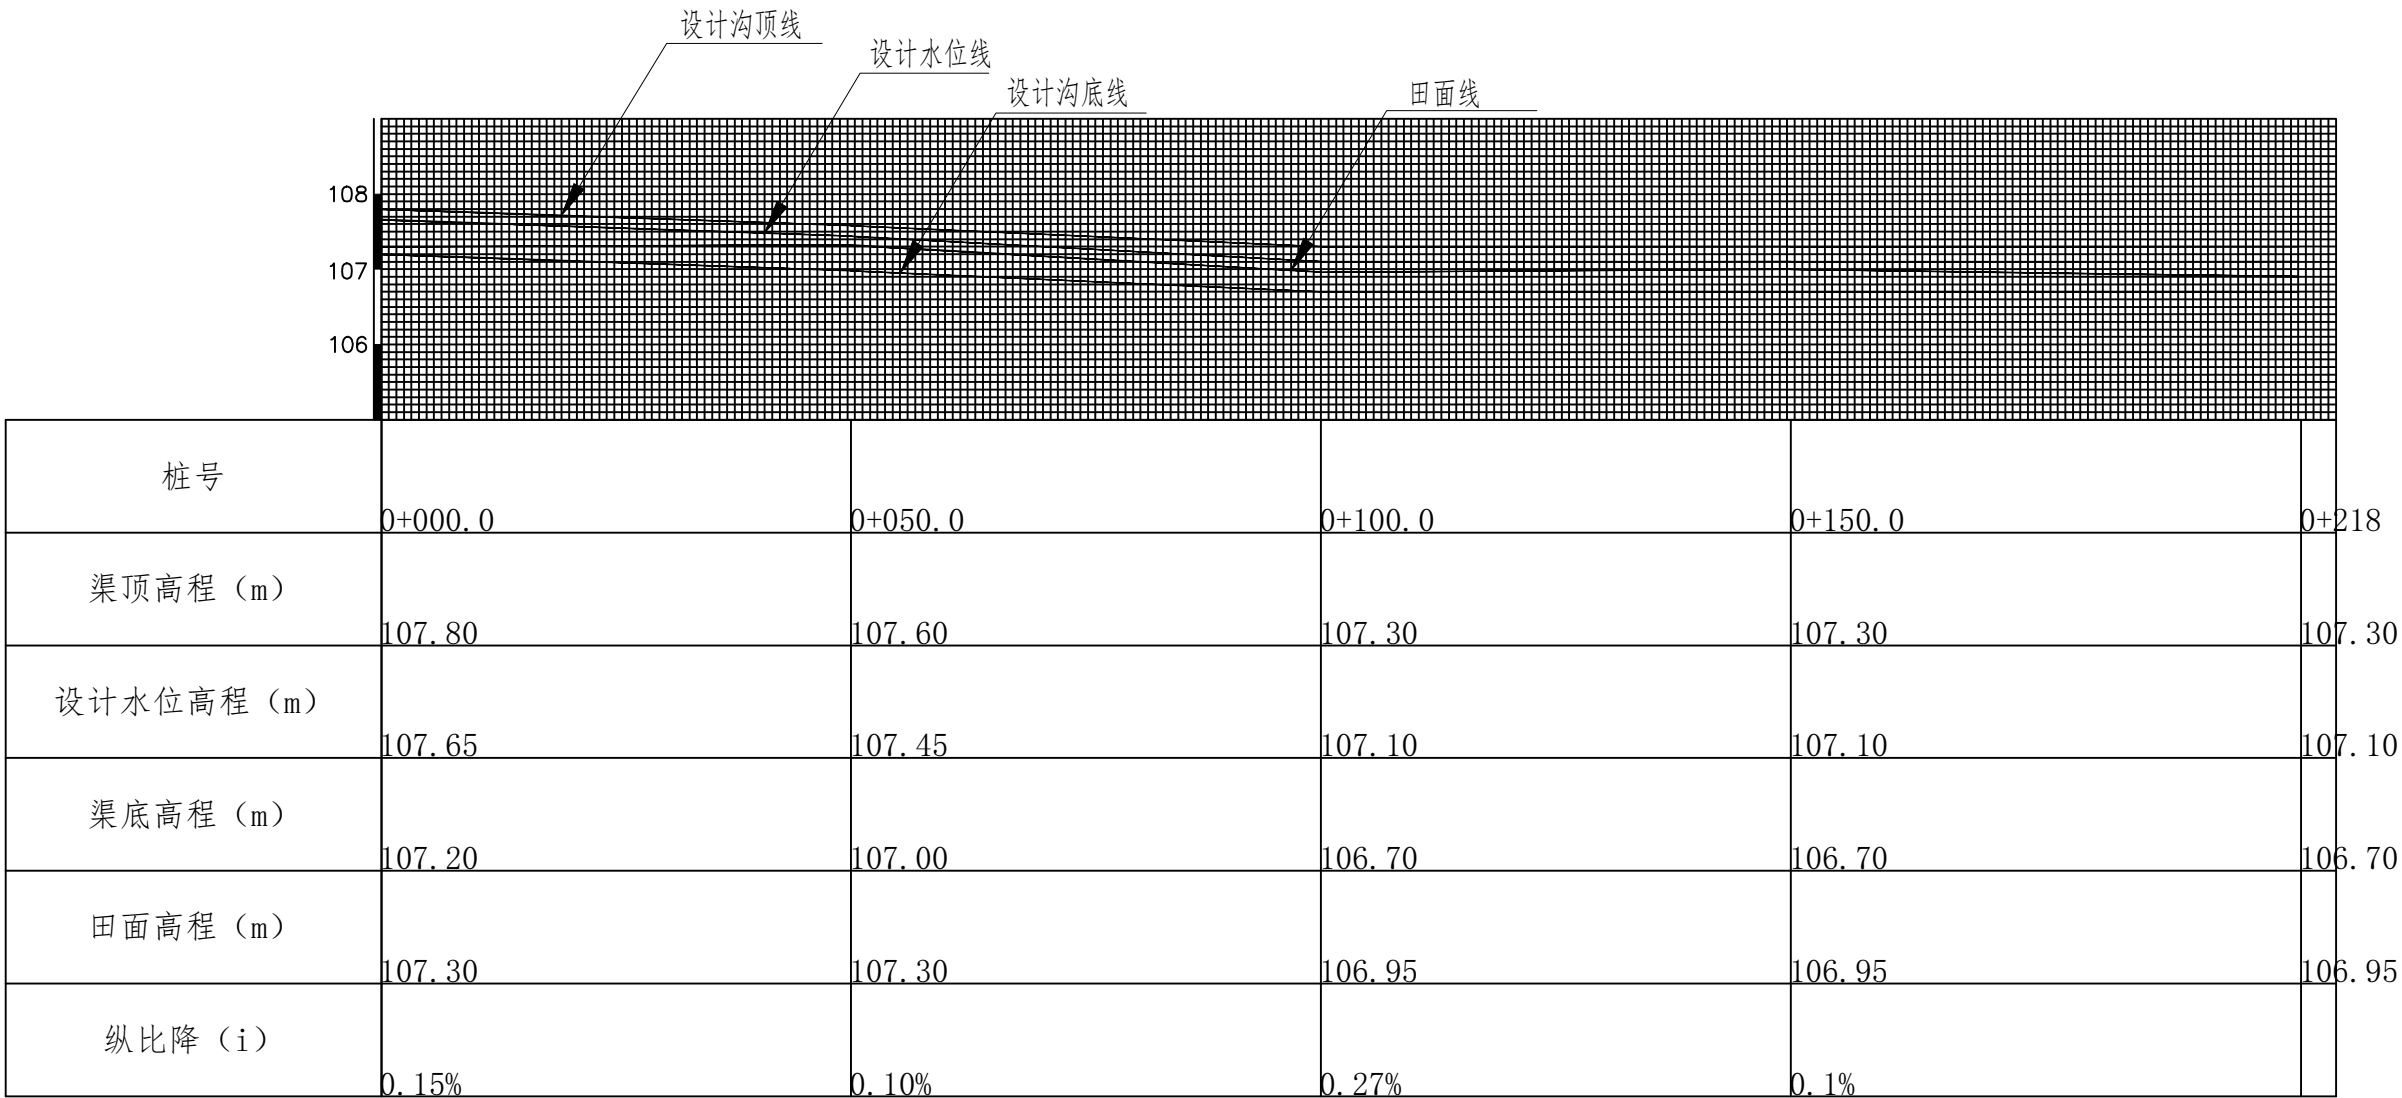 设计沟顶线
设计水位线
设计沟底线
田面线
108
107
106
桩号
0+000.0 0+050.0 0+100.0 0+150.0 0+218
渠顶高程（m）
107.80 107.60 107.30 107.30 107.30
设计水位高程（m）
107.65 107.45 107.10 107.10 107.10
渠底高程（m）
107.20 107.00 106.70 106.70 106.70
田面高程（m）
107.30 107.30 106.95 106.95 106.95
纵比降（i）
0.15% 0.10% 0.27% 0.1%